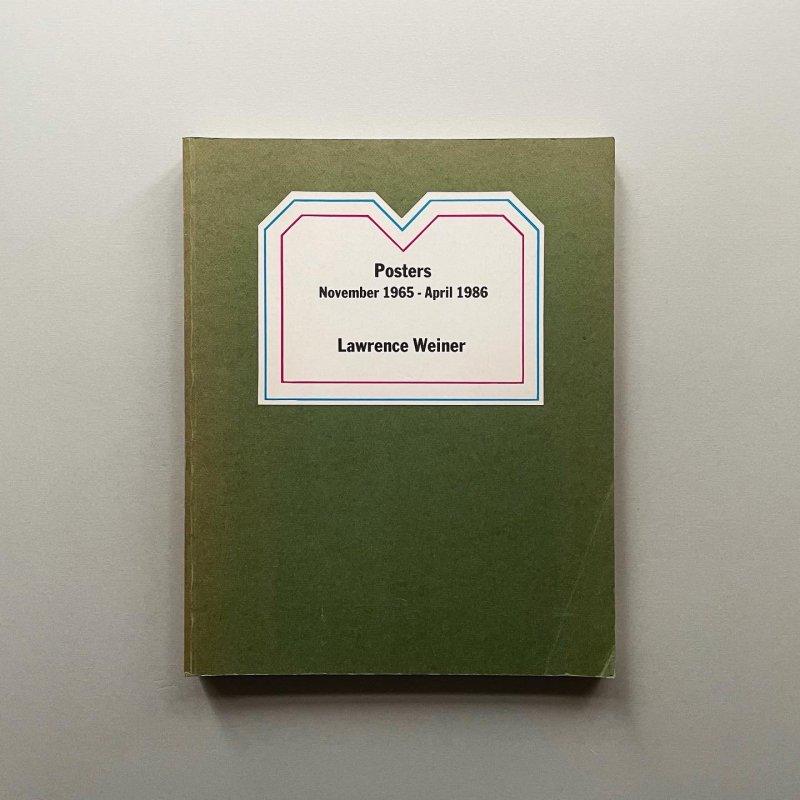 Posters
November 1965 - April 1986
Lawrence Weiner